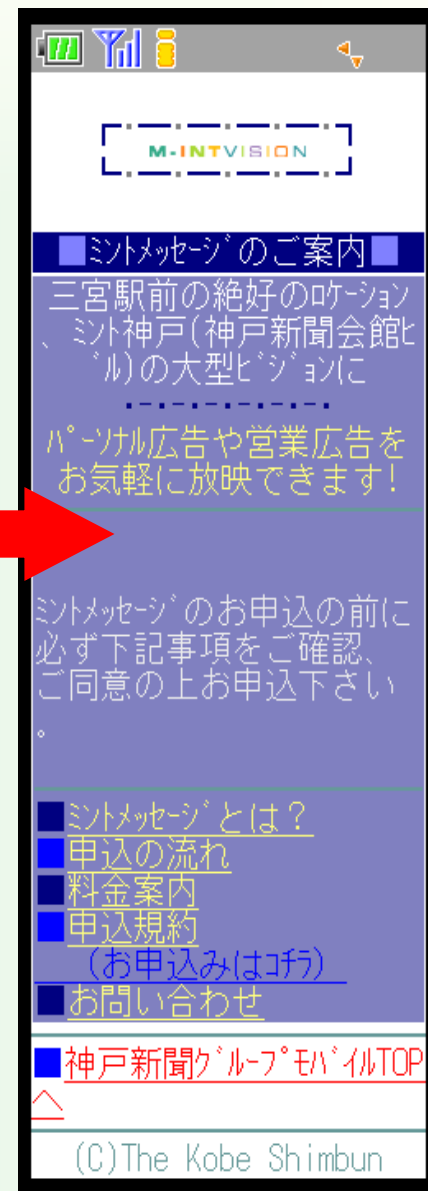 M-INTVISION
■ﾐﾝﾄﾒｯｾｰｼﾞのご案内■
三宮駅前の絶好のﾛｹｰｼｮﾝ
、ﾐﾝﾄ神戸(神戸新聞会館ﾋ
ﾞﾙ)の大型ﾋﾞｼﾞｮﾝに
ﾊﾟｰｿﾅﾙ広告や営業広告を
お気軽に放映できます!
ﾐﾝﾄﾒｯｾｰｼﾞのお申込の前に
必ず下記事項をご確認、
ご同意の上お申込下さい
。
■ﾐﾝﾄﾒｯｾｰｼﾞとは？
■申込の流れ
■料金案内
■申込規約
(お申込みはｺﾁﾗ)
■お問い合わせ
■神戸新聞ｸﾞﾙｰﾌﾟﾓﾊﾞｲﾙTOP
へ
(C)The Kobe Shimbun